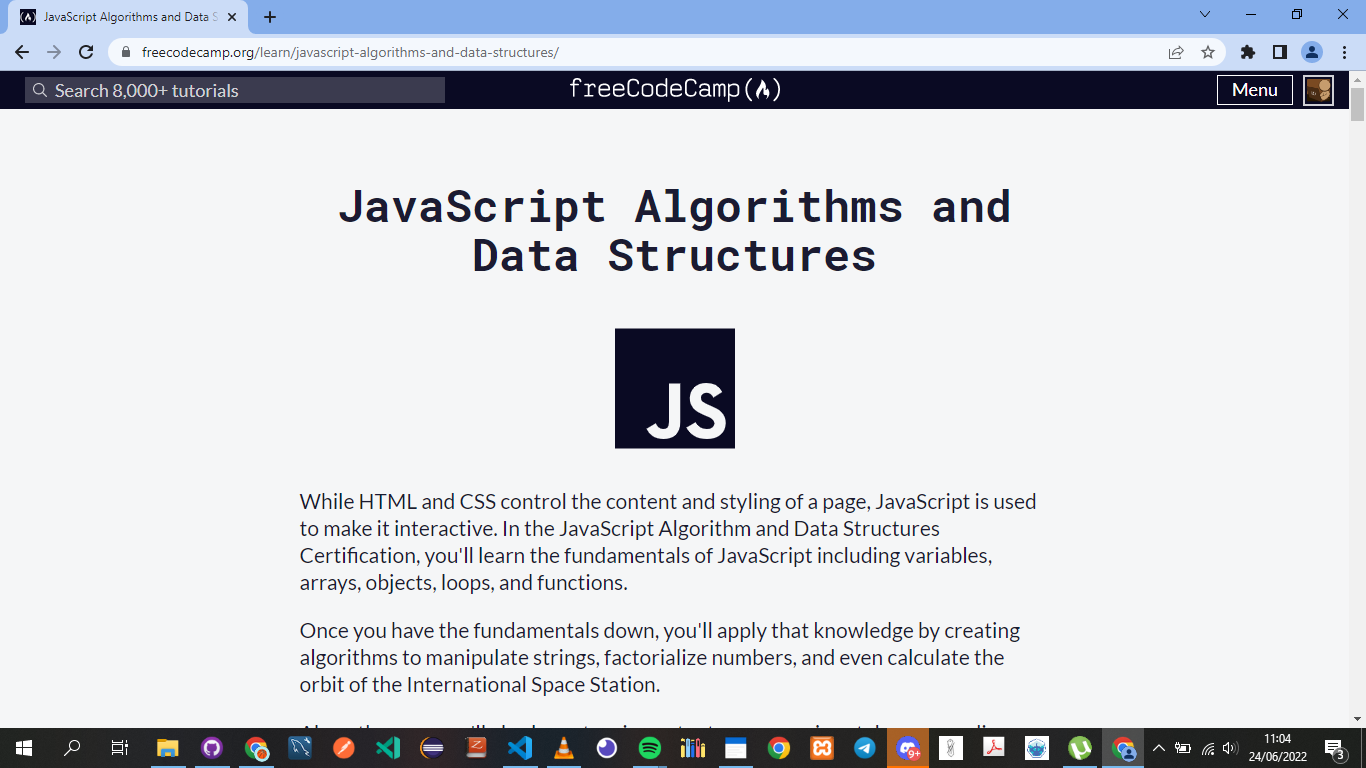 JavaScript Algorithms and Data S
freecodecamp.org/learn/javascript-algorithms-and-data-structures/
Search 8,000+ tutorials
freeCodeCamp
Menu
JavaScript Algorithms and
Data Structures
JS
While HTML and CSS control the content and styling of a page, JavaScript is used
to make it interactive. In the JavaScript Algorithm and Data Structures
Certification, you'll learn the fundamentals of JavaScript including variables,
arrays, objects, loops, and functions.
Once you have the fundamentals down, you'll apply that knowledge by creating
algorithms to manipulate strings, factorialize numbers, and even calculate the
orbit of the International Space Station.
9+
11:04
24/06/2022
3